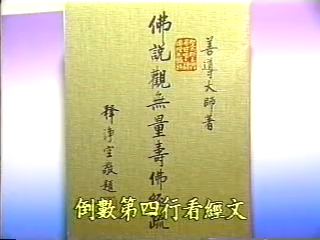 善導大師著
佛說觀無量壽佛經疏
釋淨空敬題
倒數第四行看經文